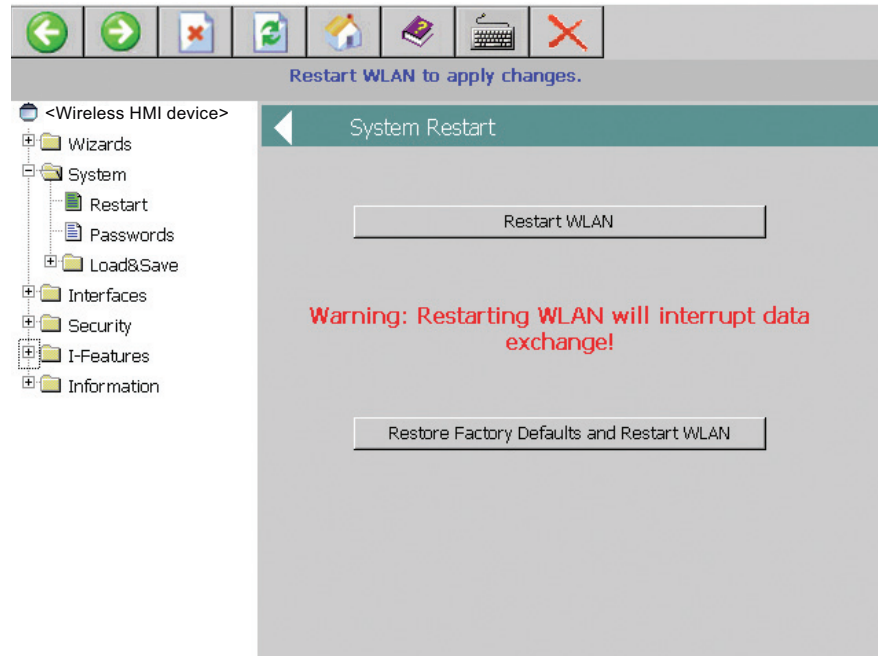 Restart WLAN to apply changes.
<Wireless HMI device>
Wizards
System
Restart
Passwords
Load&Save
Interfaces
Security
I-Features
Information
System Restart
Restart WLAN
Warning: Restarting WLAN will interrupt data
exchange!
Restore Factory Defaults and Restart WLAN